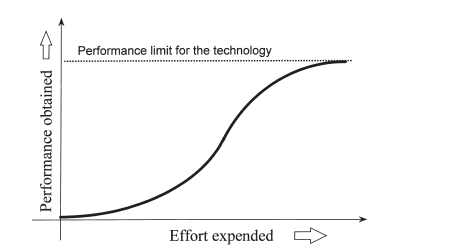 Performance limit for the technology
Performance obtained
Effort expended